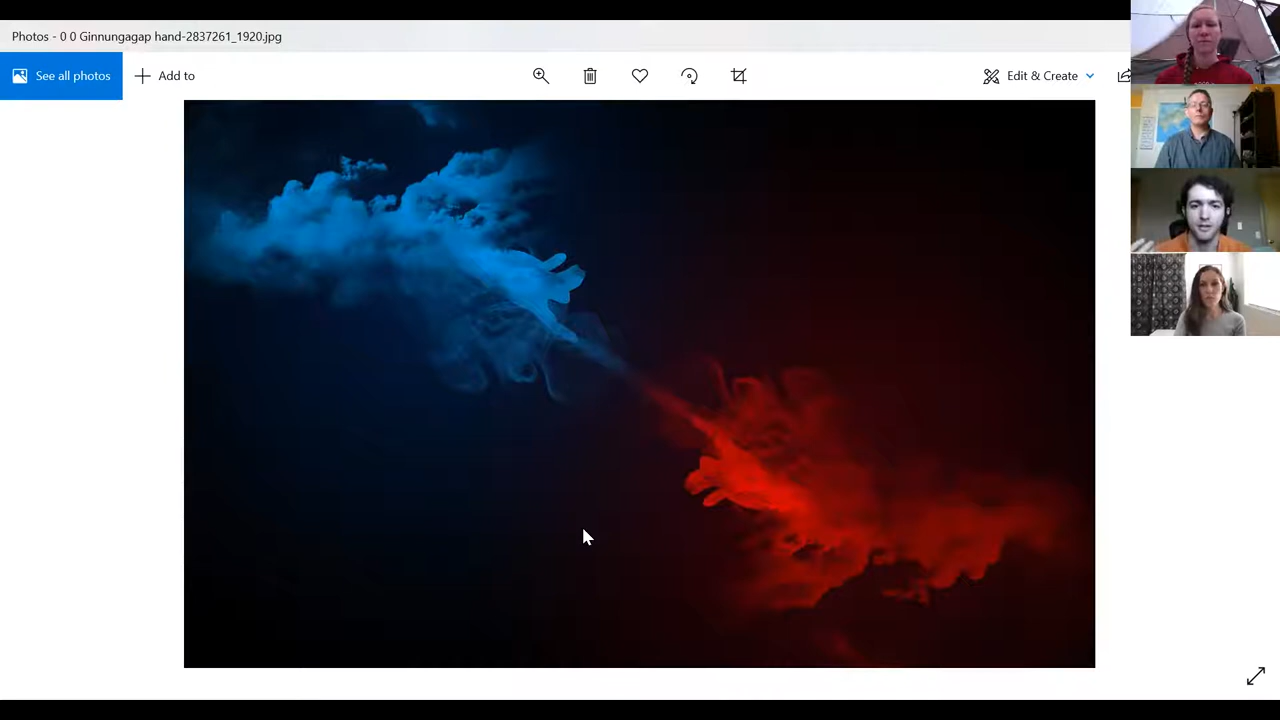 Photos - 0 0 Ginnungagap hand-2837261_1920.jpg
See all photos
Add to
Edit & Create